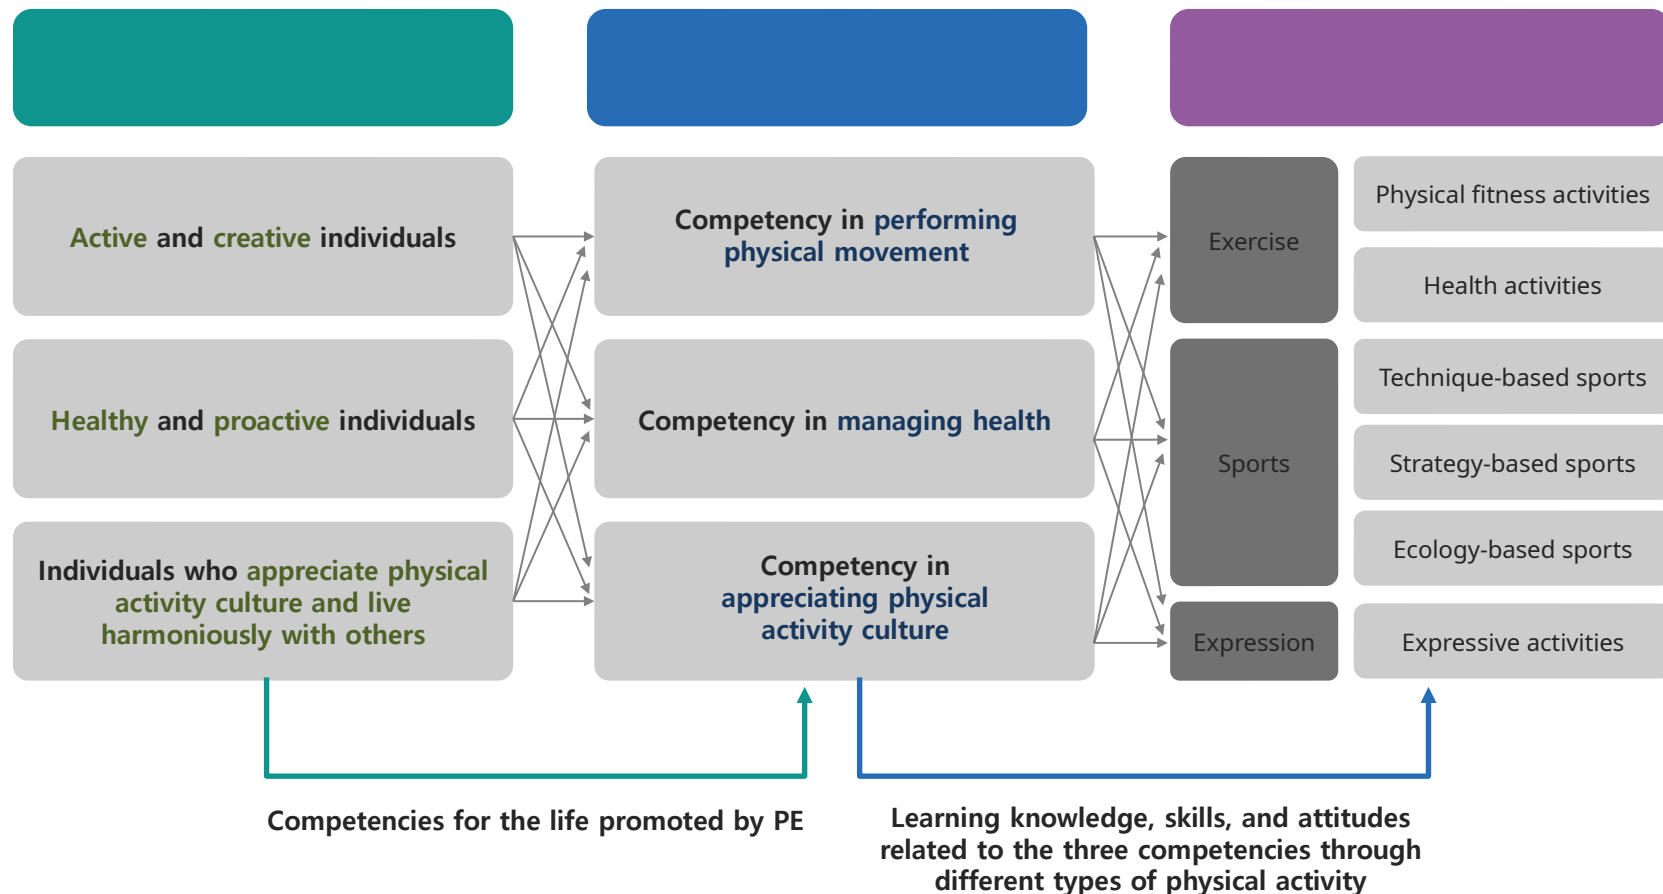 Active and creative individuals
Healthy and proactive individuals
Individuals who appreciate physical
activity culture and live
harmoniously with others
Competency in performing
physical movement
Competency in managing health
Competency in
appreciating physical
activity culture
Exercise
Physical fitness activities
Health activities
Sports
Technique-based sports
Strategy-based sports
Ecology-based sports
Expression
Expressive activities
Competencies for the life promoted by PE
Learning knowledge, skills, and attitudes
related to the three competencies through
different types of physical activity